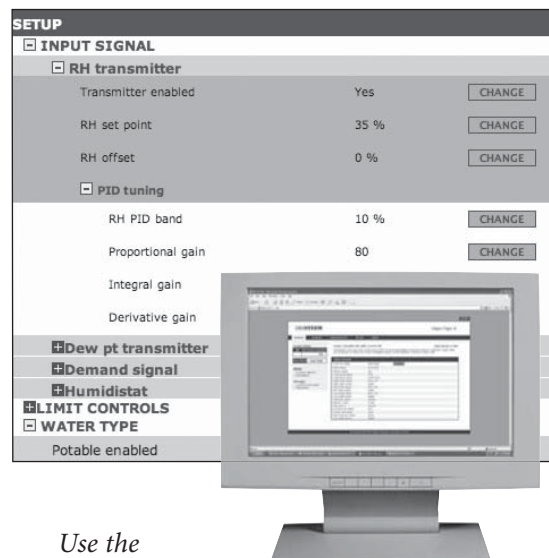 SETUP
INPUT SIGNAL
RH transmitter
Transmitter enabled Yes CHANGE
RH set point 35 % CHANGE
RH offset 0 % CHANGE
PID tuning
RH PID band 10 % CHANGE
Proportional gain 80 CHANGE
Integral gain
Derivative gain
Dew pt transmitter
Demand signal
Humidistat
LIMIT CONTROLS
WATER TYPE
Potable enabled
Use the